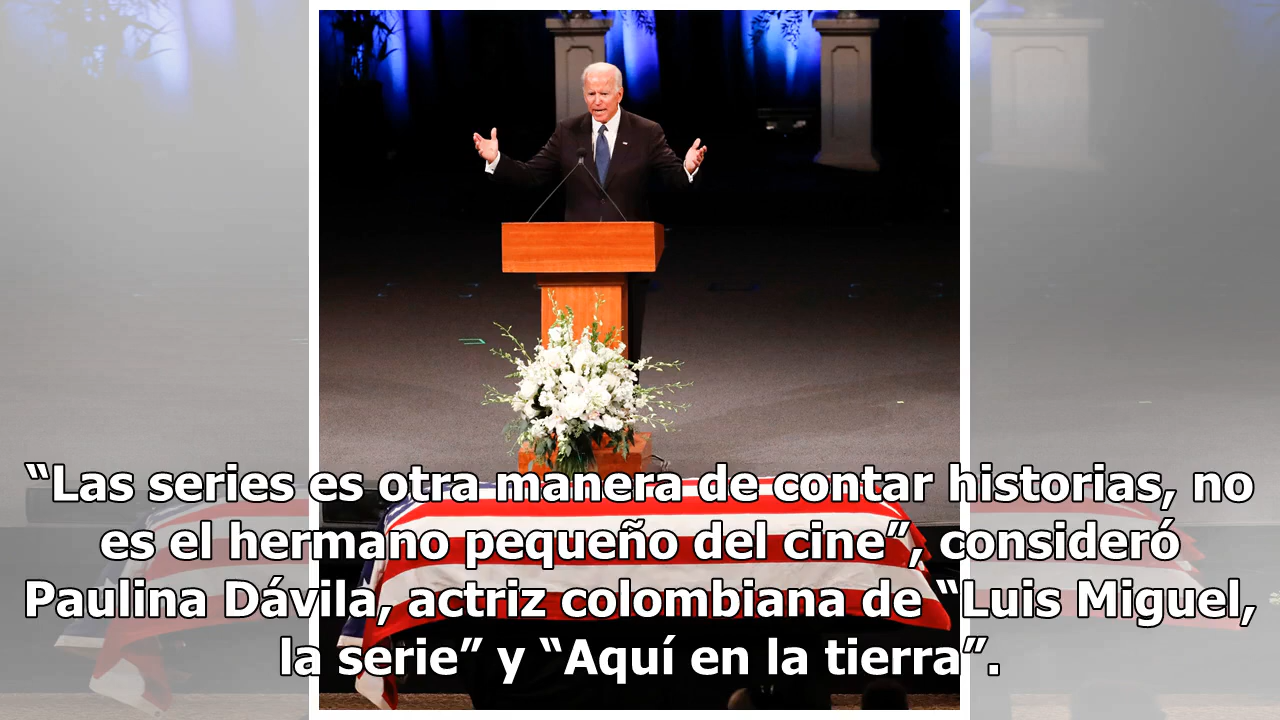 “Las series es otra manera de contar historias, no
es el hermano pequeño del cine”, consideró
Paulina Dávila, actriz colombiana de “Luis Miguel,
la serie” y “Aquí en la tierra”.